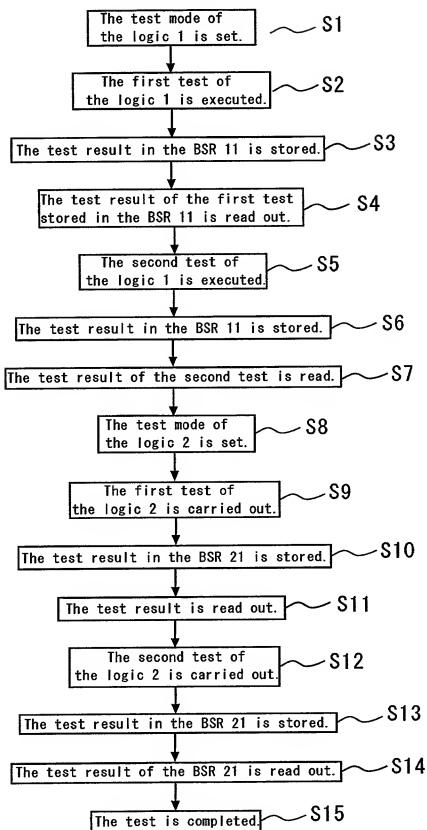 The test mode of
the logic 1 is set.
S1
The first test of
the logic 1 is executed.
S2
The test result in the BSR 11 is stored.
S3
The test result of the first test
stored in the BSR 11 is read out.
S4
The second test of
the logic 1 is executed.
S5
The test result in the BSR 11 is stored.
S6
The test result of the second test is read.
S7
The test mode of
the logic 2 is set.
S8
The first test of
the logic 2 is carried out.
S9
The test result in the BSR 21 is stored.
S10
The test result is read out.
S11
The second test of
the logic 2 is carried out.
S12
The test result in the BSR 21 is stored.
S13
The test result of the BSR 21 is read out.
S14
The test is completed.
S15